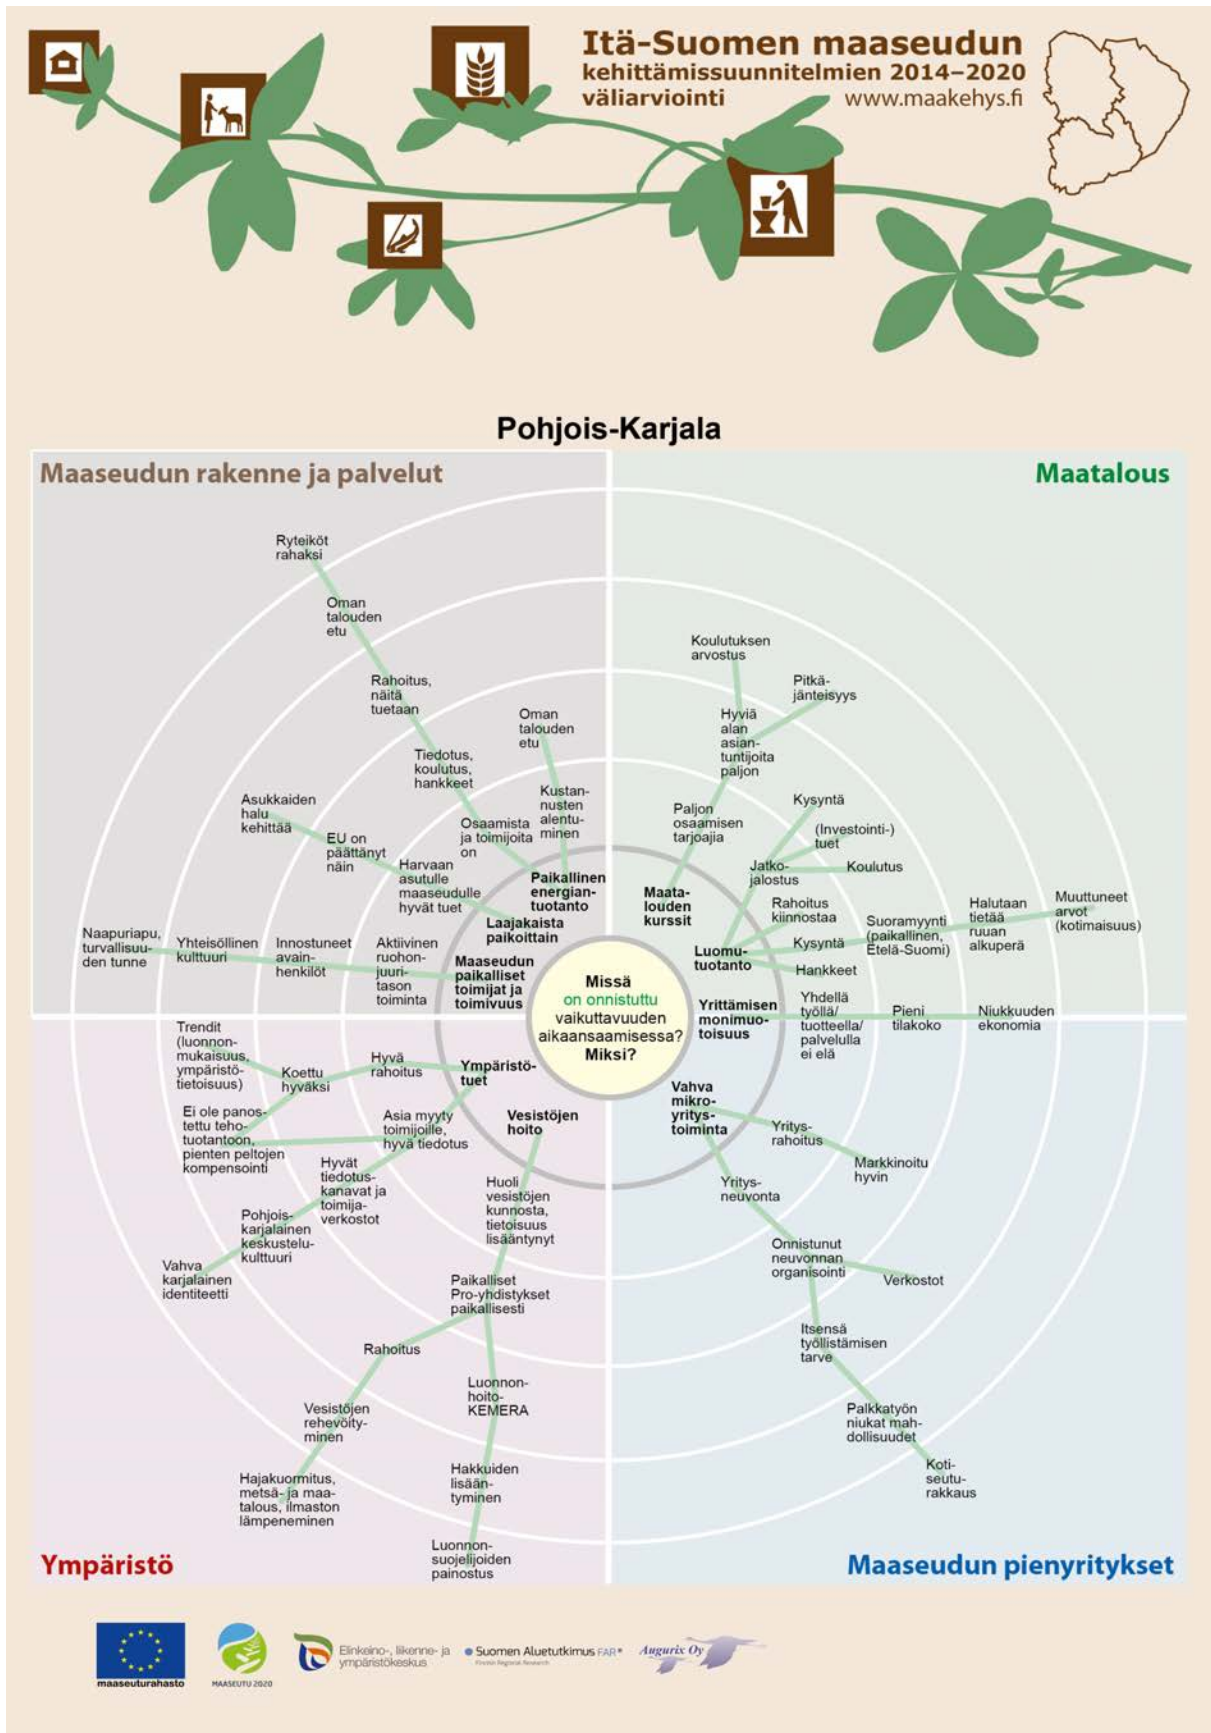 Itä-Suomen maaseudun
kehittämissuunnitelmien 2014–2020
väliarviointi
www.maakehys.fi
Pohjois-Karjala
Maaseudun rakenne ja palvelut
Maatalous
Ryteiköt
rahaksi
Oman
talouden
etu
Rahoitus,
näitä
tuetaan
Tiedotus,
koulutus,
hankkeet
Osaamista
ja toimijoita
on
Oman
talouden
etu
Kustan-
nusten
alentu-
minen
Paikallinen
energian-
tuotanto
Asukkaiden
halu
kehittää
EU on
päättänyt
näin
Harvaan
asutulle
maaseudulle
hyvät tuet
Laajakaista
paikoittain
Naapuriapu,
turvallisuu-
den tunne
Yhteisöllinen
kulttuuri
Innostuneet
avain-
henkilöt
Aktiivinen
ruohon-
juuri-
tason
toiminta
Maaseudun
paikalliset
toimijat ja
toimivuus
Koulutuksen
arvostus
Pitkä-
jänteisyys
Hyviä
alan
asian-
tuntijoita
paljon
Paljon
osaamisen
tarjoajia
Maata-
louden
kurssit
Kysyntä
(Investointi-)
tuet
Jatko-
jalostus
Koulutus
Rahoitus
kiinnostaa
Luomu-
tuotanto
Kysyntä
Suoramyynti
(paikallinen,
Etelä-Suomi)
Halutaan
tietää
ruuan
alkuperä
Muuttuneet
arvot
(kotimaisuus)
Hankkeet
Missä
on onnistuttu
vaikuttavuuden
aikaansaamisessa?
Miksi?
Yrittämisen
monimuo-
toisuus
Yhdellä
työllä/
tuotteella/
palvelulla
ei elä
Pieni
tilakoko
Niukkuuden
ekonomia
Trendit
(luonnon-
mukaisuus,
ympäristö-
tietoisuus)
Koettu
hyväksi
Hyvä
rahoitus
Ympäristö-
tuet
Ei ole panos-
tettu teho-
tuotantoon,
pienten peltojen
kompensointi
Asia myyty
toimijoille,
hyvä tiedotus
Hyvät
tiedotus-
kanavat ja
toimija-
verkostot
Pohjois-
karjalainen
keskustelu-
kulttuuri
Vahva
karjalainen
identiteetti
Vesistöjen
hoito
Huoli
vesistöjen
kunnosta,
tietoisuus
lisääntynyt
Paikalliset
Pro-yhdistykset
paikallisesti
Rahoitus
Vesistöjen
rehevöity-
minen
Hajakuormitus,
metsä- ja maa-
talous, ilmaston
lämpeneminen
Luonnon-
hoito-
KEMERA
Hakkuiden
lisään-
tyminen
Luonnon-
suojelijoiden
painostus
Vahva
mikro-
yritys-
toiminta
Yritys-
rahoitus
Markkinoitu
hyvin
Yritys-
neuvonta
Onnistunut
neuvonnan
organisointi
Verkostot
Itsensä
työllistämisen
tarve
Palkkatyön
niukat mah-
dollisuudet
Koti-
seutu-
rakkaus
Ympäristö
Maaseudun pienyritykset
maaseuturahasto
MAASEUTU 2020
Elinkeino-, liikenne- ja
ympäristökeskus
Suomen Aluetutkimus FAR
Finnish Regional Research
Augurix Oy